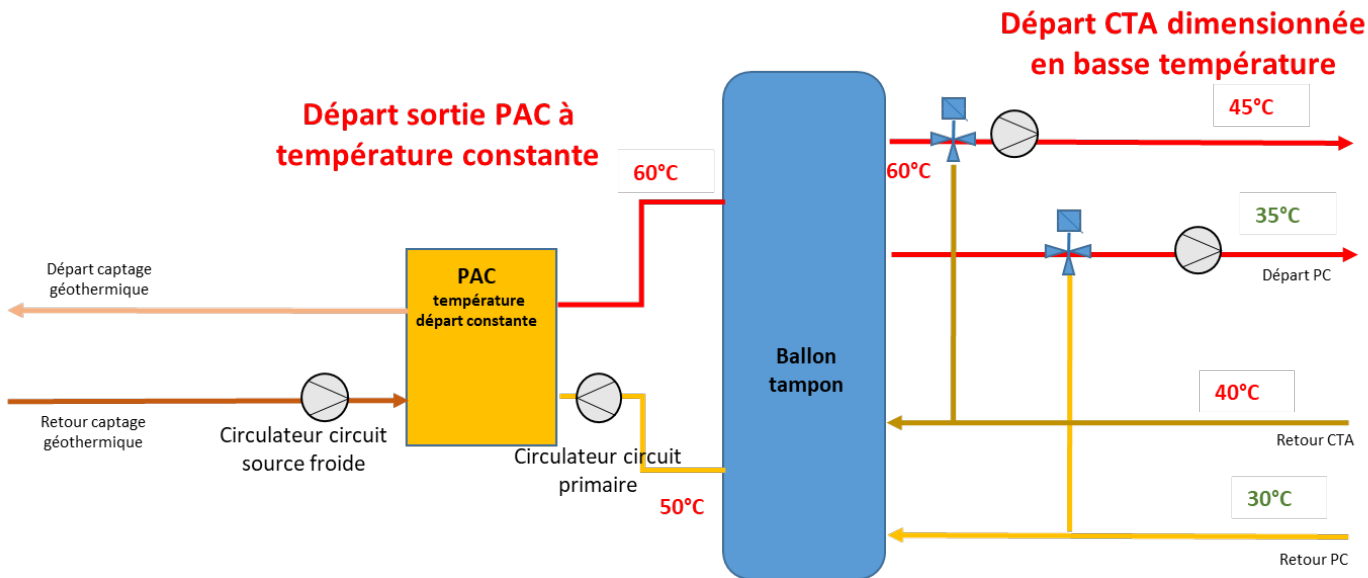 Départ CTA dimensionnée
en basse température
Départ sortie PAC à
température constante
45°C
60°C
60°C
35°C
Départ captage
géothermique
PAC
température
départ constante
Départ PC
Ballon
tampon
40°C
Retour captage
géothermique
Circulateur circuit
source froide
Circulateur circuit
primaire
Retour CTA
50°C
30°C
Retour PC